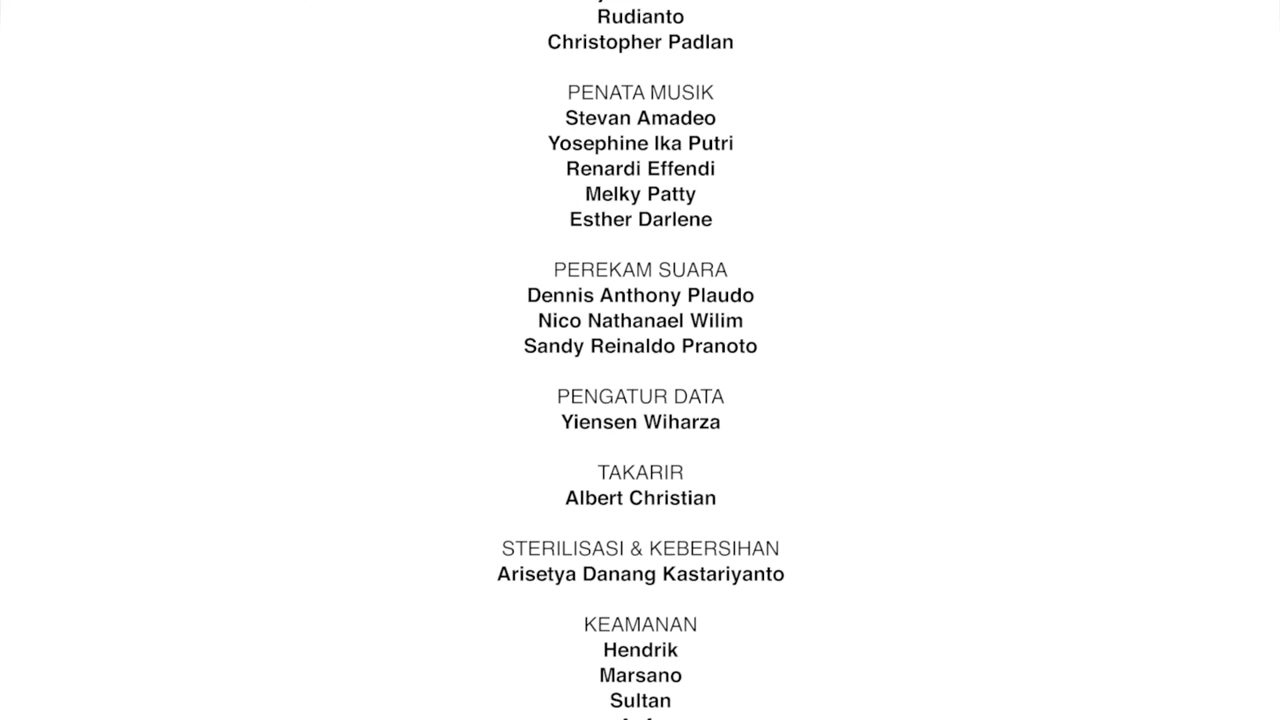 Rudianto
Christopher Padlan
PENATA MUSIK
Stevan Amadeo
Yosephine Ika Putri
Renardi Effendi
Melky Patty
Esther Darlene
PEREKAM SUARA
Dennis Anthony Plaudo
Nico Nathanael Wilim
Sandy Reinaldo Pranoto
PENGATUR DATA
Yiensen Wiharza
TAKARIR
Albert Christian
STERILISASI & KEBERSIHAN
Arisetya Danang Kastariyanto
KEAMANAN
Hendrik
Marsano
Sultan